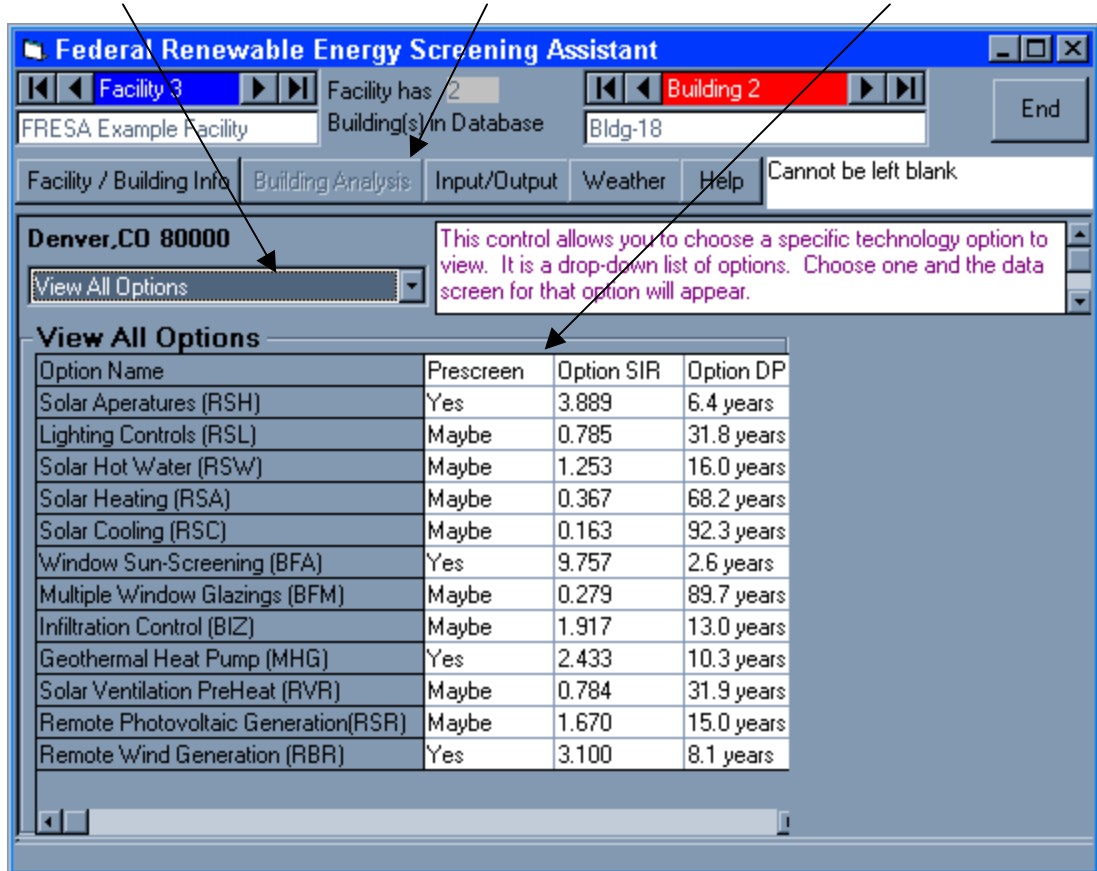 Federal Renewable Energy Screening Assistant
Facility 3
Facility has 2
Building 2
End
FRESA Example Facility
Building(s) in Database
Bldg-18
Facility / Building Info
Building Analysis
Input/Output
Weather
Help
Cannot be left blank
Denver,CO 80000
View All Options
This control allows you to choose a specific technology option to
view. It is a drop-down list of options. Choose one and the data
screen for that option will appear.
View All Options
Option Name Prescreen Option SIR Option DP
Solar Aperatures (RSH) Yes 3.889 6.4 years
Lighting Controls (RSL) Maybe 0.785 31.8 years
Solar Hot Water (RSW) Maybe 1.253 16.0 years
Solar Heating (RSA) Maybe 0.367 68.2 years
Solar Cooling (RSC) Maybe 0.163 92.3 years
Window Sun-Screening (BFA) Yes 9.757 2.6 years
Multiple Window Glazings (BFM) Maybe 0.279 89.7 years
Infiltration Control (BIZ) Maybe 1.917 13.0 years
Geothermal Heat Pump (MHG) Yes 2.433 10.3 years
Solar Ventilation PreHeat (RVR) Maybe 0.784 31.9 years
Remote Photovoltaic Generation(RSR) Maybe 1.670 15.0 years
Remote Wind Generation (RBR) Yes 3.100 8.1 years